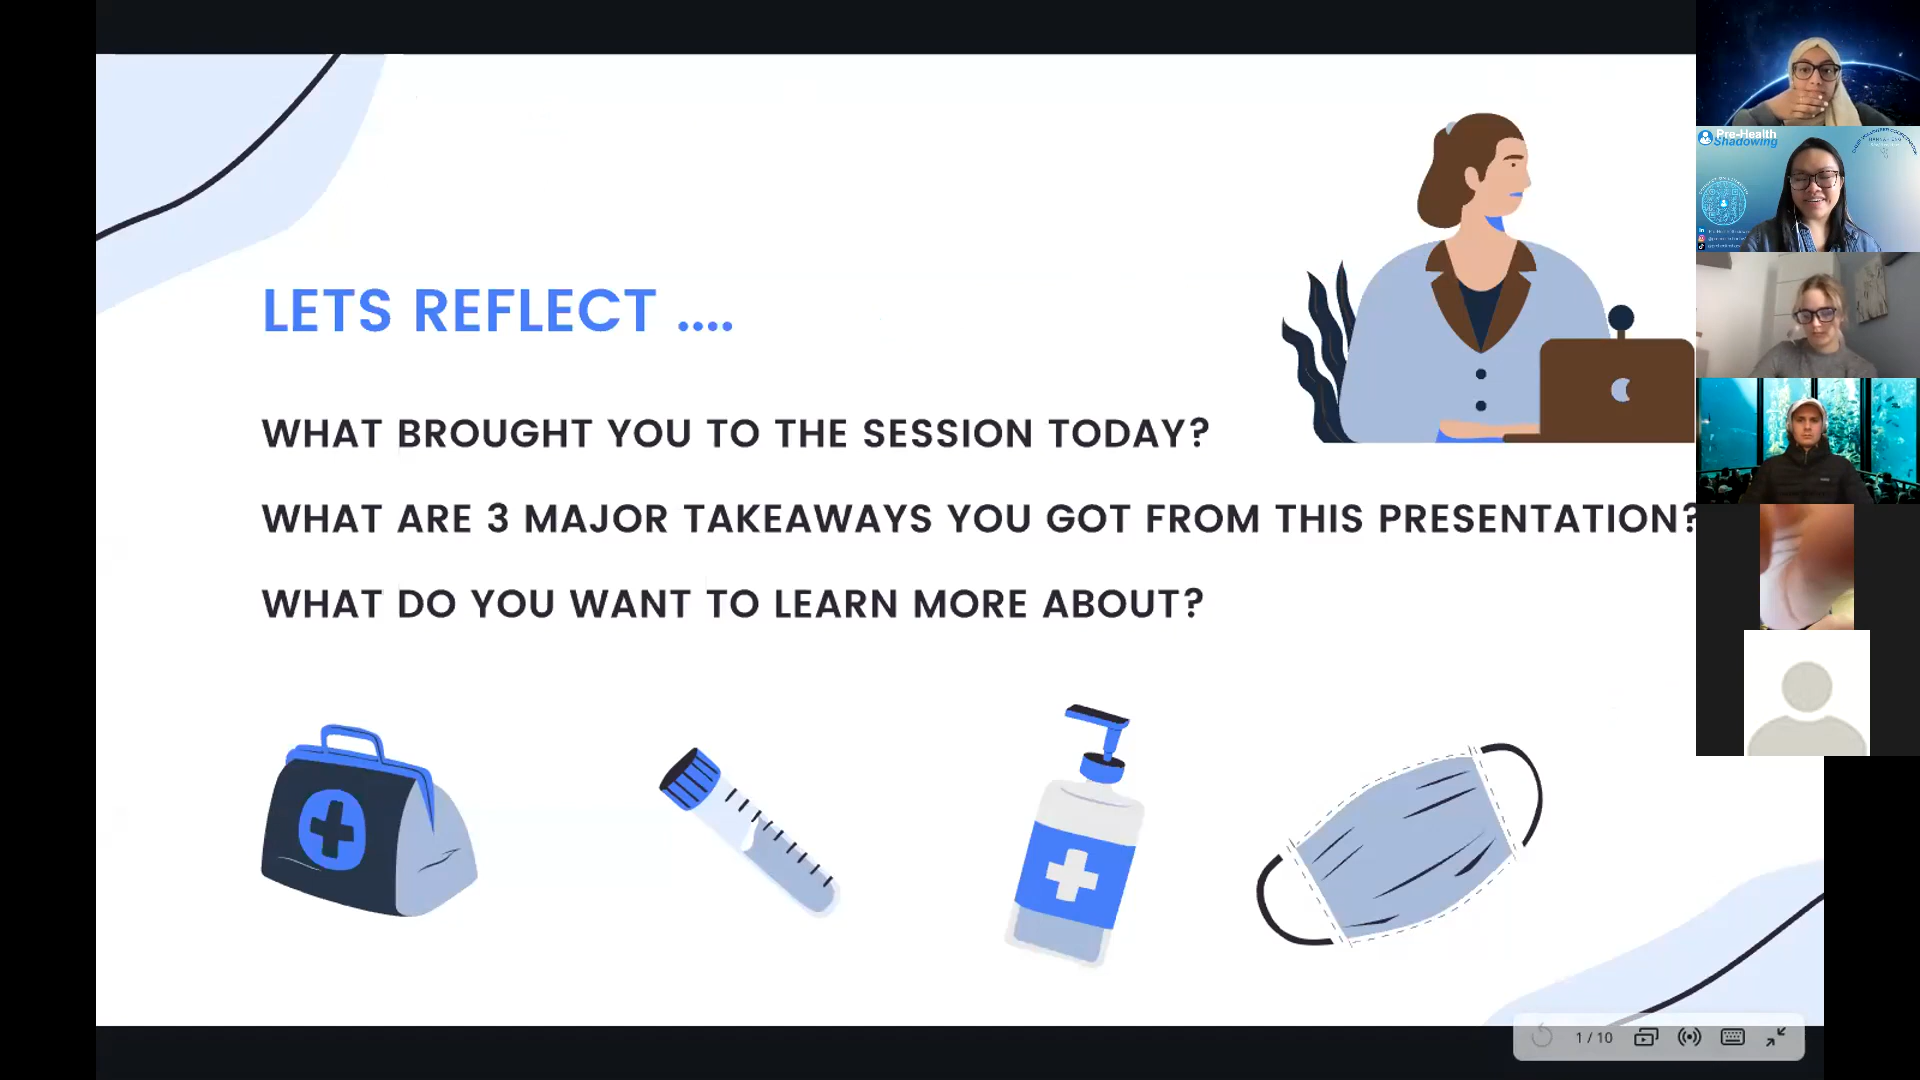 LETS REFLECT ....
WHAT BROUGHT YOU TO THE SESSION TODAY?
WHAT ARE 3 MAJOR TAKEAWAYS YOU GOT FROM THIS PRESENTATION?
WHAT DO YOU WANT TO LEARN MORE ABOUT?
Pre-Health
Shadowing
1 / 10